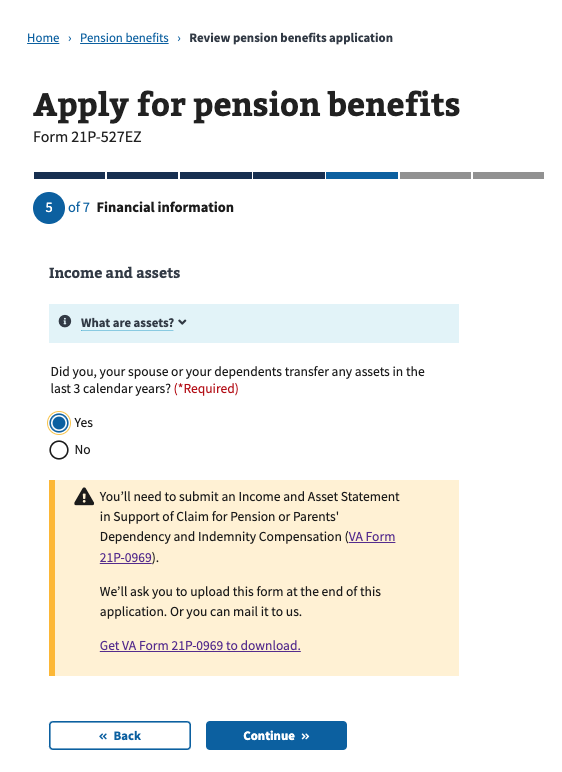 Home › Pension benefits › Review pension benefits application
Apply for pension benefits
Form 21P-527EZ
5 of 7 Financial information
Income and assets
What are assets?
Did you, your spouse or your dependents transfer any assets in the
last 3 calendar years? (*Required)
Yes
No
You’ll need to submit an Income and Asset Statement
in Support of Claim for Pension or Parents'
Dependency and Indemnity Compensation (VA Form
21P-0969).
We’ll ask you to upload this form at the end of this
application. Or you can mail it to us.
Get VA Form 21P-0969 to download.
« Back
Continue »